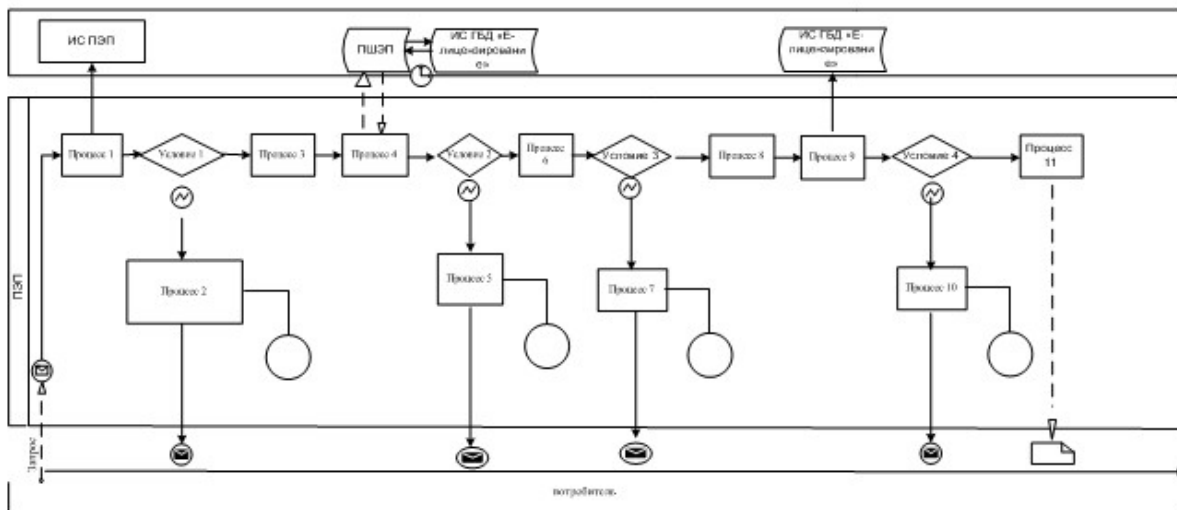 ИС ПЭП
ПШЭП
ИС ГБД «Е-
лицензировани
е»
ИС ГБД «Е-
лицензировани
е»
Процесс 1
Условие 1
Процесс 3
Процесс 4
Условие 2
Процесс
6
Условие 3
Процесс 8
Процесс 9
Условие 4
Процесс
11
ПЭП
Процесс 2
Процесс 5
Процесс 7
Процесс 10
Запрос
потребитель